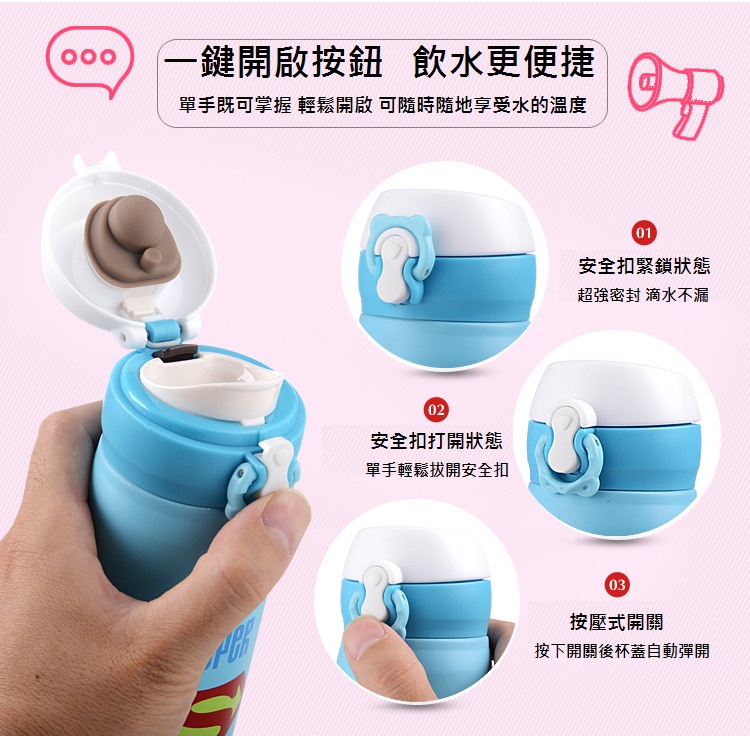 一鍵開啟按鈕 飲水更便捷
單手既可掌握 輕鬆開啟 可隨時隨地享受水的溫度
01
安全扣緊鎖狀態
超強密封 滴水不漏
02
安全扣打開狀態
單手輕鬆拔開安全扣
03
按壓式開關
按下開關後杯蓋自動彈開